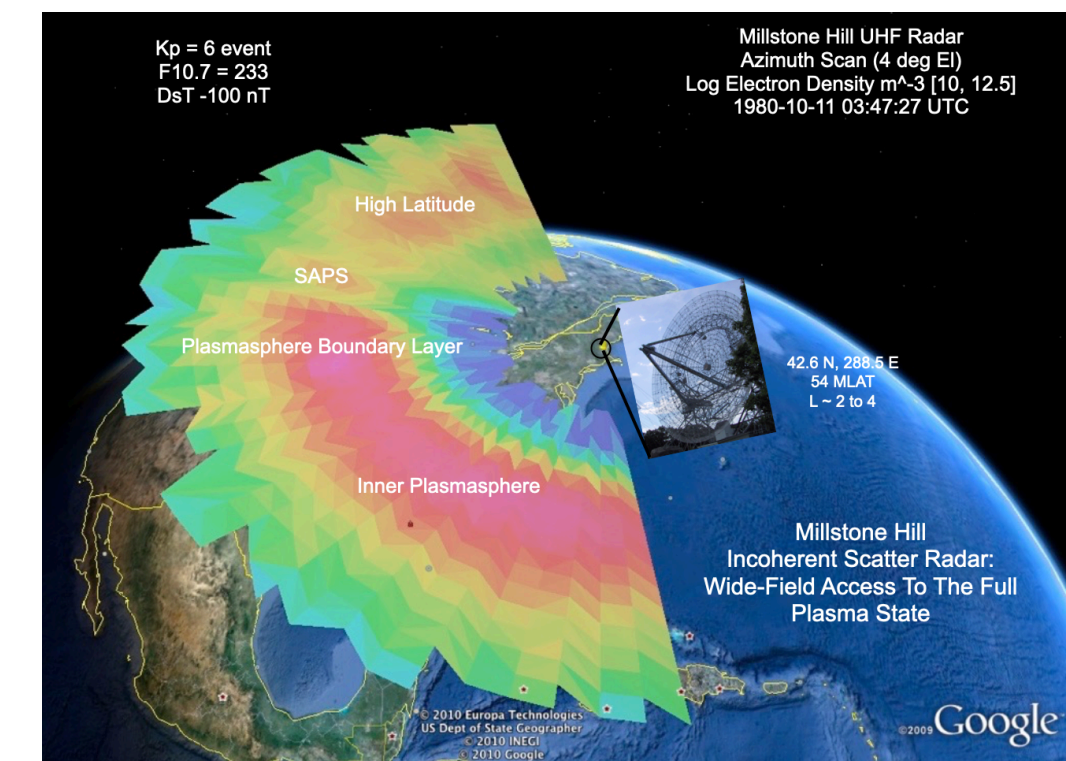 Kp = 6 event
F10.7 = 233
DsT -100 nT
Millstone Hill UHF Radar
Azimuth Scan (4 deg El)
Log Electron Density m^-3 [10, 12.5]
1980-10-11 03:47:27 UTC
High Latitude
SAPS
Plasmasphere Boundary Layer
42.6 N, 288.5 E
54 MLAT
L ~ 2 to 4
Inner Plasmasphere
Millstone Hill
Incoherent Scatter Radar:
Wide-Field Access To The Full
Plasma State
© 2010 Europa Technologies
US Dept of State Geographer
© 2010 INEGI
© 2010 Google
©2009 Google